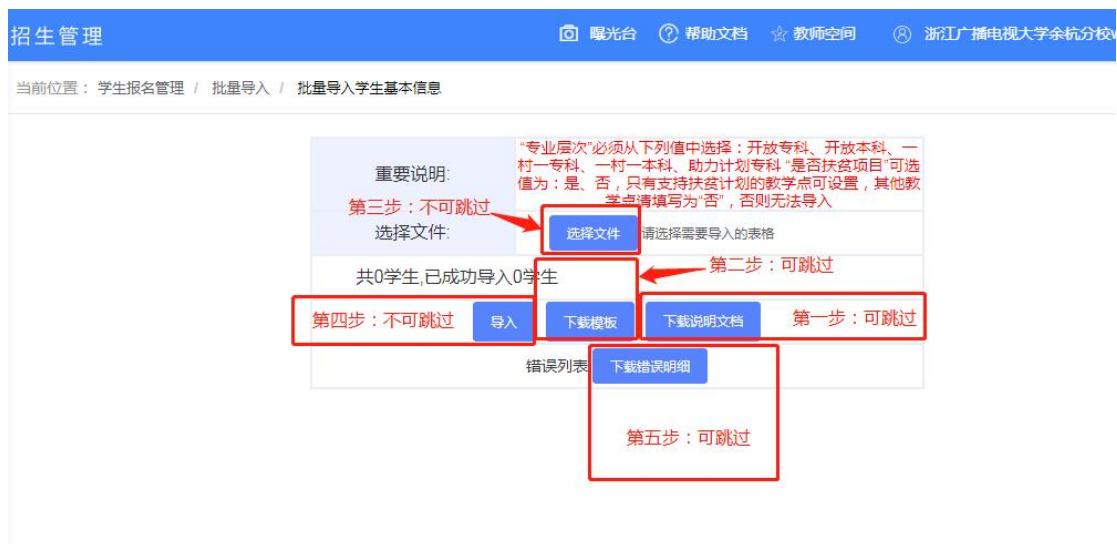 招生管理
曝光台
帮助文档
教师空间
浙江广播电视大学余杭分校
当前位置： 学生报名管理 / 批量导入 / 批量导入学生基本信息
重要说明:
“专业层次”必须从下列值中选择：开放专科、开放本科、一
村一专科、一村一本科、助力计划专科 “是否扶贫项目”可选
值为：是、否，只有支持扶贫计划的教学点可设置，其他教
学点请填写为“否”，否则无法导入
第三步：不可跳过
选择文件:
选择文件
请选择需要导入的表格
共0学生,已成功导入0学生
第二步：可跳过
第四步：不可跳过
导入
下载模板
下载说明文档
第一步：可跳过
错误列表
下载错误明细
第五步：可跳过